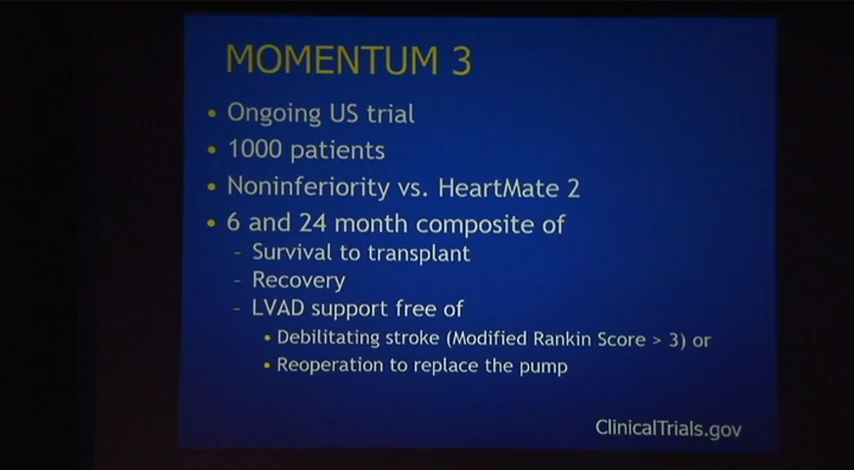 MOMENTUM 3
• Ongoing US trial
• 1000 patients
• Noninferiority vs. HeartMate 2
• 6 and 24 month composite of
– Survival to transplant
– Recovery
– LVAD support free of
• Debilitating stroke (Modified Rankin Score > 3) or
• Reoperation to replace the pump
ClinicalTrials.gov